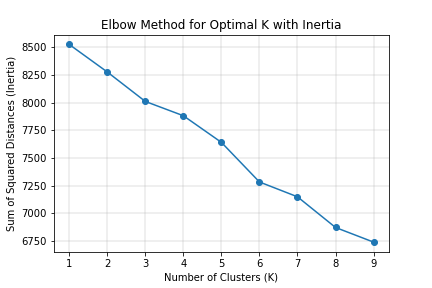 Elbow Method for Optimal K with Inertia
Sum of Squared Distances (Inertia)
8500
8250
8000
7750
7500
7250
7000
6750
1 2 3 4 5 6 7 8 9
Number of Clusters (K)